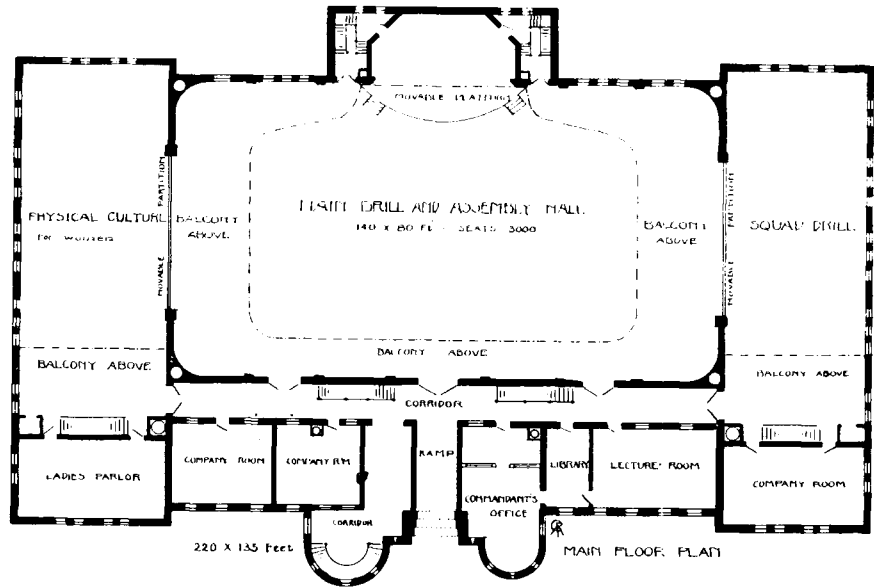 MOVABLE PLATFORM
MOVABLE PARTITION
PHYSICAL CULTURE
For women
BALCONY
ABOVE
MAIN DRILL AND ASSEMBLY HALL
140 X 80 FT - SEATS 3000
BALCONY
ABOVE
MOVABLE PARTITION
SQUAD DRILL
BALCONY ABOVE
BALCONY ABOVE
BALCONY ABOVE
CORRIDOR
LADIES PARLOR
COMPANY ROOM
COMPANY R'M
RAMP
COMMANDANT'S
OFFICE
LIBRARY
LECTURE ROOM
COMPANY ROOM
CORRIDOR
220 X 135 Feet
MAIN FLOOR PLAN